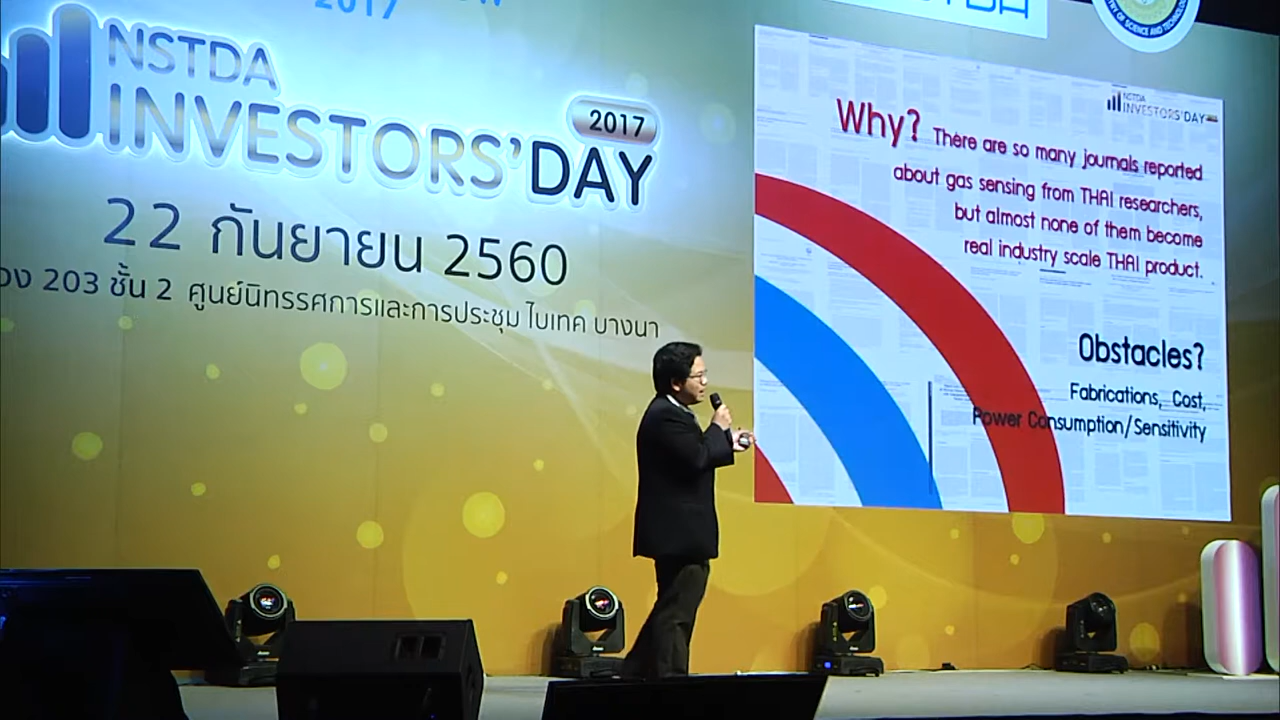 2017
NSTDA
INVESTORS' DAY
2017
22 กันยายน 2560
203 ชั้น 2 ศูนย์นิทรรศการและการประชุม ไบเทค บางนา
NSTDA
INVESTORS' DAY
Why? There are so many journals reported
about gas sensing from THAI researchers,
but almost none of them become
real industry scale THAI product.
Obstacles?
Fabrications, Cost,
Power Consumption/Sensitivity